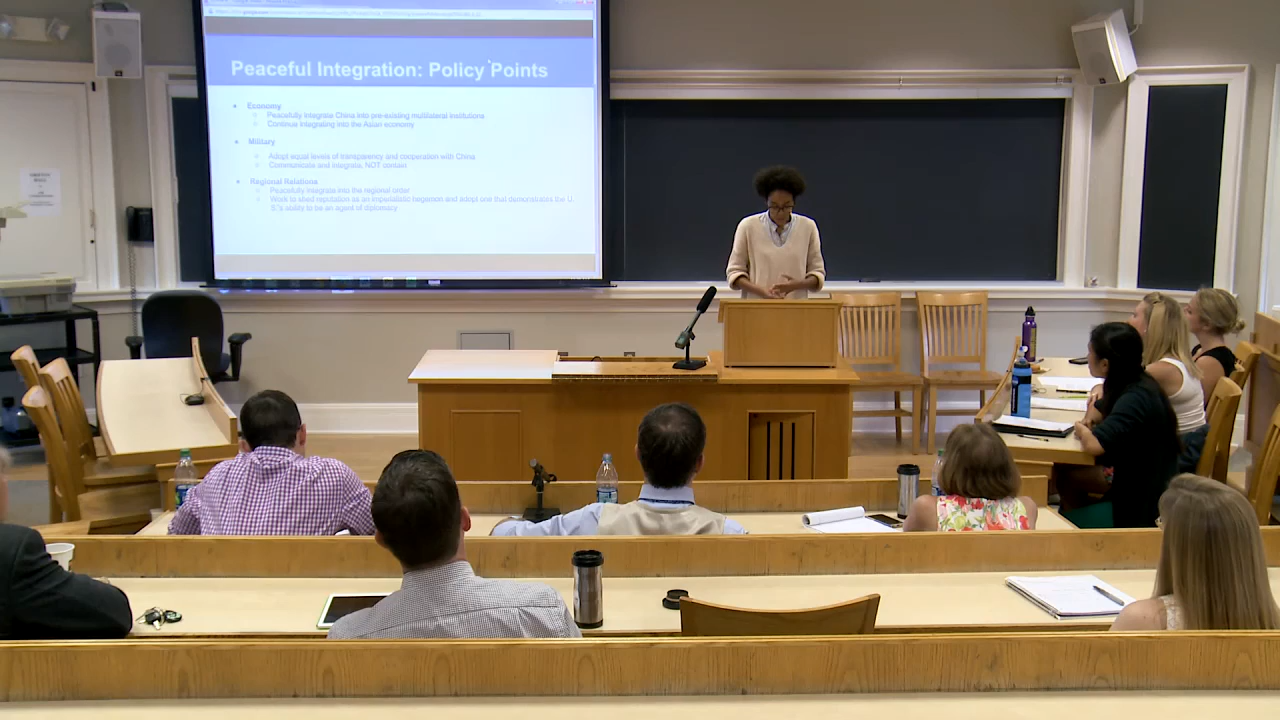 Peaceful Integration: Policy Points
Economy
Peacefully integrate China into pre-existing multilateral institutions
Continue integrating into the Asian economy
Military
Adopt equal levels of transparency and cooperation with China
Communicate and integrate, NOT contain
Regional Relations
Peacefully integrate into the regional order
Work to shed reputation as an imperialistic hegemon and adopt one that demonstrates the U.
S.'s ability to be an agent of diplomacy